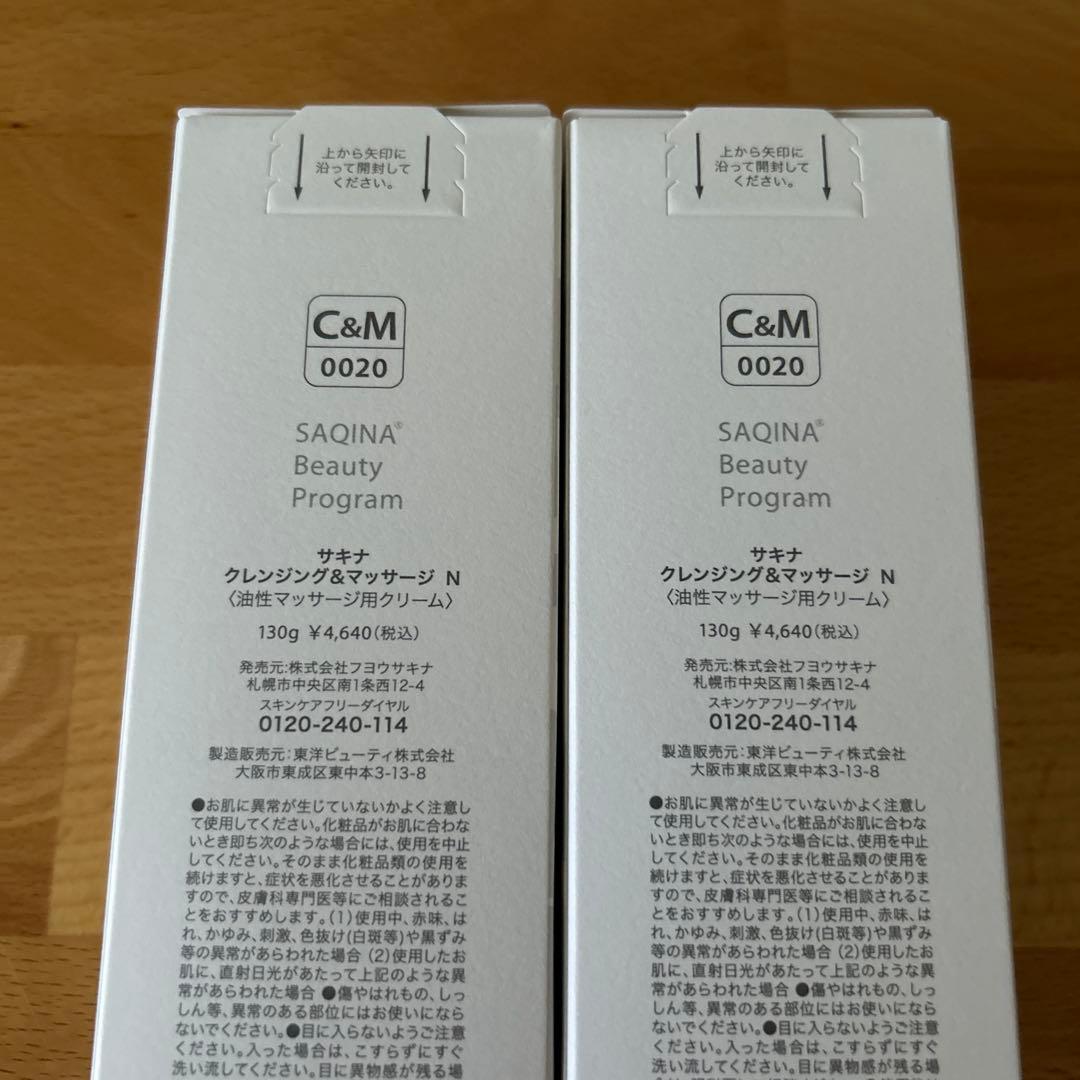 上から矢印に
沿って開封して
ください。
C&M
0020
SAQINA®
Beauty
Program
サキナ
クレンジング&マッサージ N
〈油性マッサージ用クリーム〉
130g ¥4,640(税込)
発売元:株式会社フヨウサキナ
札幌市中央区南1条西12-4
スキンケアフリーダイヤル
0120-240-114
製造販売元:東洋ビューティ株式会社
大阪市東成区東中本3-13-8
●お肌に異常が生じていないかよく注意し
て使用してください。化粧品がお肌に合わな
いとき即ち次のような場合には、使用を中止
してください。そのまま化粧品類の使用を
続けますと、症状を悪化させることがありま
すので、皮膚科専門医等にご相談されるこ
とをおすすめします。(1)使用中、赤味、は
れ、かゆみ、刺激、色抜け(白斑等)や黒ずみ
等の異常があらわれた場合 (2)使用したお
肌に、直射日光があたって上記のような異
常があらわれた場合 ●傷やはれもの、しっ
しん等、異常のある部位にはお使いになら
ないでください。●目に入らないようご注意
ください。入った場合は、こすらずにすぐ
洗い流してください。目に異物感が残る場
上から矢印に
沿って開封して
ください。
C&M
0020
SAQINA®
Beauty
Program
サキナ
クレンジング&マッサージ N
〈油性マッサージ用クリーム〉
130g ¥4,640(税込)
発売元:株式会社フヨウサキナ
札幌市中央区南1条西12-4
スキンケアフリーダイヤル
0120-240-114
製造販売元:東洋ビューティ株式会社
大阪市東成区東中本3-13-8
●お肌に異常が生じていないかよく注意し
て使用してください。化粧品がお肌に合わな
いとき即ち次のような場合には、使用を中止
してください。そのまま化粧品類の使用を
続けますと、症状を悪化させることがありま
すので、皮膚科専門医等にご相談されるこ
とをおすすめします。(1)使用中、赤味、は
れ、かゆみ、刺激、色抜け(白斑等)や黒ずみ
等の異常があらわれた場合 (2)使用したお
肌に、直射日光があたって上記のような異
常があらわれた場合 ●傷やはれもの、しっ
しん等、異常のある部位にはお使いになら
ないでください。●目に入らないようご注意
ください。入った場合は、こすらずにすぐ
洗い流してください。目に異物感が残る場